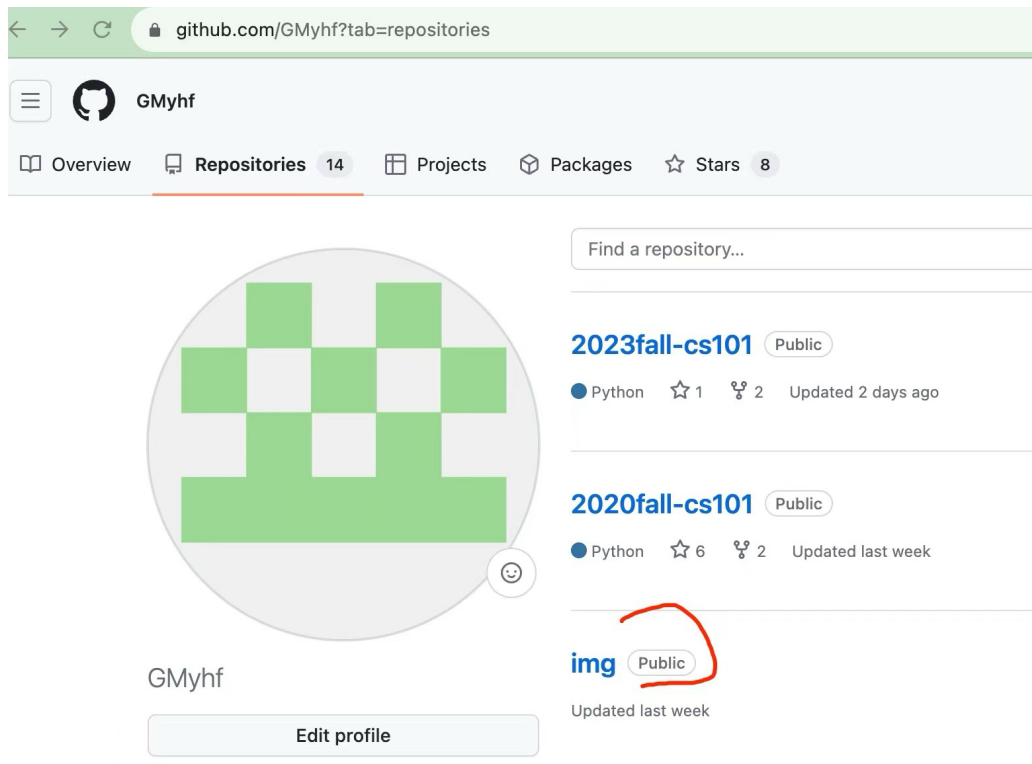 github.com/GMyhf?tab=repositories
GMyhf
Overview Repositories 14 Projects Packages Stars 8
Find a repository...
2023fall-cs101 Public
Python 1 2 Updated 2 days ago
2020fall-cs101 Public
Python 6 2 Updated last week
img Public
Updated last week
GMyhf
Edit profile